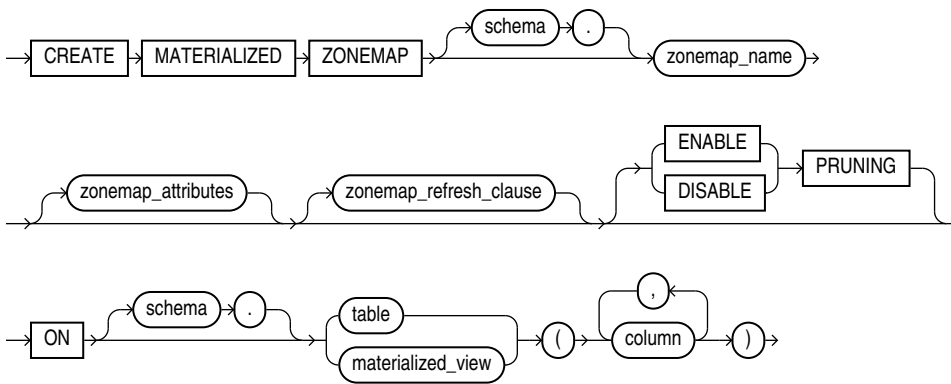 schema .
CREATE MATERIALIZED ZONEMAP zonemap_name
ENABLE
zonemap_attributes zonemap_refresh_clause PRUNING
DISABLE
,
schema . table
ON ( column )
materialized_view